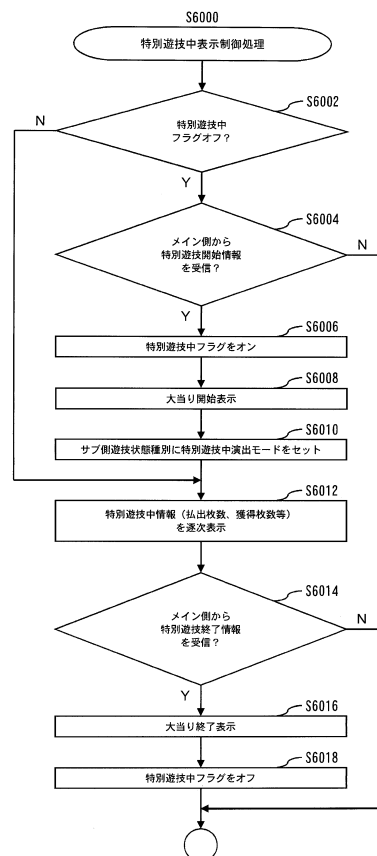 S6000
特別遊技中表示制御処理
S6002
特別遊技中
フラグオフ？
N
Y
S6004
メイン側から
特別遊技開始情報
を受信？
N
Y
S6006
特別遊技中フラグをオン
S6008
大当り開始表示
S6010
サブ側遊技状態種別に特別遊技中演出モードをセット
S6012
特別遊技中情報（払出枚数、獲得枚数等）
を逐次表示
S6014
メイン側から
特別遊技終了情報
を受信？
N
Y
S6016
大当り終了表示
S6018
特別遊技中フラグをオフ